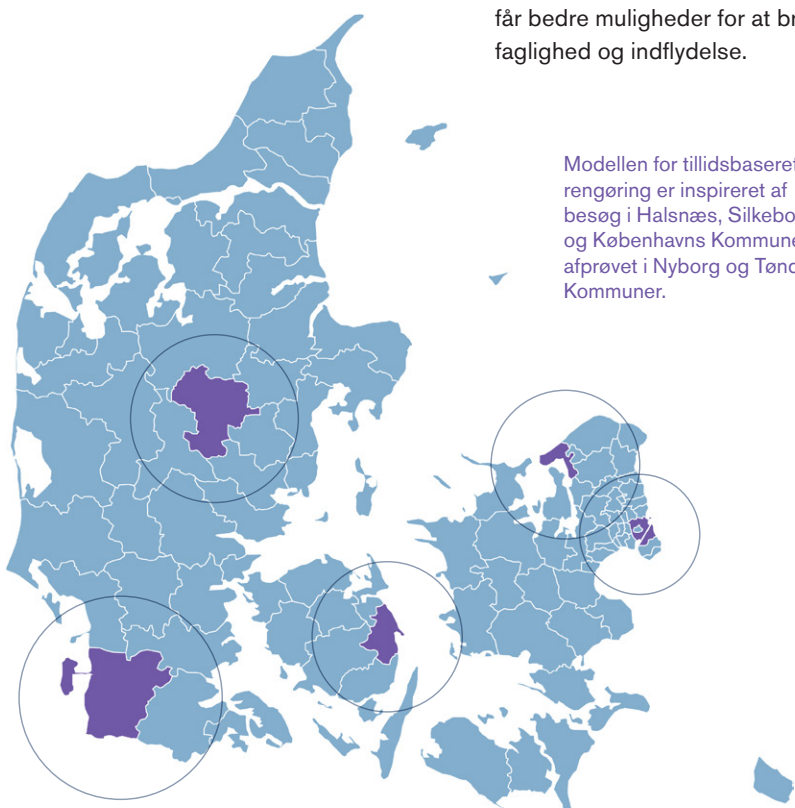 får bedre muligheder for at br
faglighed og indflydelse.
Modellen for tillidsbaseret
rengøring er inspireret af
besøg i Halsnæs, Silkebo
og Københavns Kommune
afprøvet i Nyborg og Tønd
Kommuner.